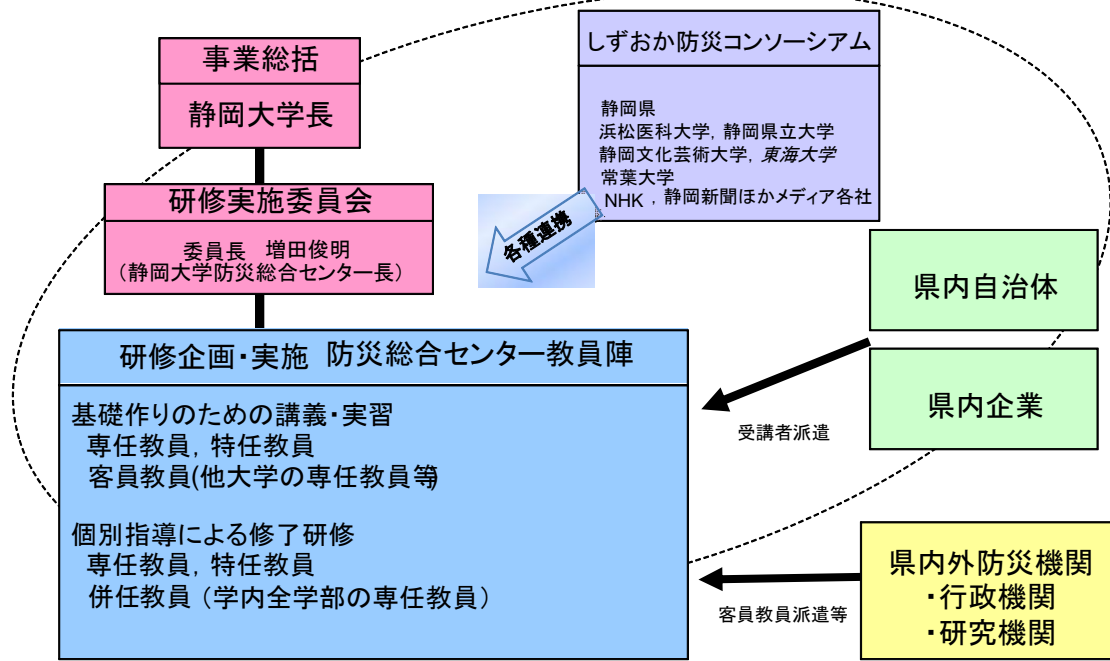 事業総括
静岡大学長
研修実施委員会
委員長 増田俊明
(静岡大学防災総合センター長)
しずおか防災コンソーシアム
静岡県
浜松医科大学, 静岡県立大学
静岡文化芸術大学, 東海大学
常葉大学
NHK , 静岡新聞ほかメディア各社
各種連携
県内自治体
県内企業
受講者派遣
研修企画・実施 防災総合センター教員陣
基礎作りのための講義・実習
専任教員, 特任教員
客員教員(他大学の専任教員等)
個別指導による修了研修
専任教員, 特任教員
併任教員 (学内全学部の専任教員)
県内外防災機関
・行政機関
・研究機関
客員教員派遣等